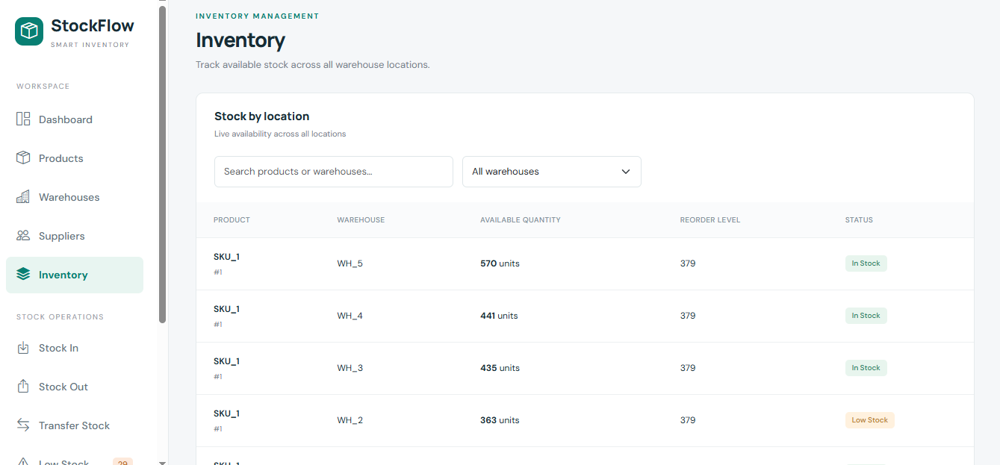 StockFlow
SMART INVENTORY
WORKSPACE
Dashboard
Products
Warehouses
Suppliers
Inventory
STOCK OPERATIONS
Stock In
Stock Out
Transfer Stock
Low Stock 29
INVENTORY MANAGEMENT
Inventory
Track available stock across all warehouse locations.
Stock by location
Live availability across all locations
Search products or warehouses... All warehouses
PRODUCT WAREHOUSE AVAILABLE QUANTITY REORDER LEVEL STATUS
SKU_1
#1 WH_5 570 units 379 In Stock
SKU_1
#1 WH_4 441 units 379 In Stock
SKU_1
#1 WH_3 435 units 379 In Stock
SKU_1
#1 WH_2 363 units 379 Low Stock
SKU_1